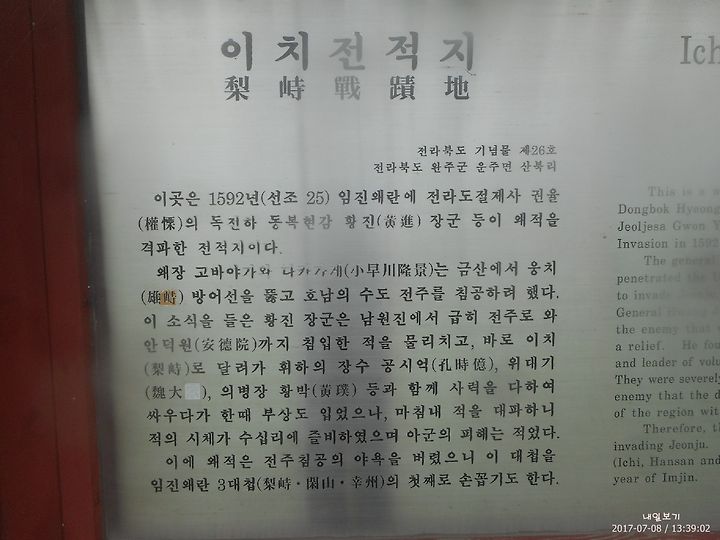 이치전적지
梨峙戰蹟地
전라북도 기념물 제26호
전라북도 완주군 운주면 산북리
이곳은 1592년(선조 25) 임진왜란에 전라도절제사 권율
(權慄)의 독전하 동복현감 황진(黃進) 장군 등이 왜적을
격파한 전적지이다.
왜장 고바야가와 (小早川隆景)는 금산에서 웅치
(雄峙) 방어선을 뚫고 호남의 수도 전주를 침공하려 했다.
이 소식을 들은 황진 장군은 남원진에서 급히 전주로 와
안덕원(安德院)까지 침입한 적을 물리치고, 바로 이치
(梨峙)로 달려가 휘하의 장수 공시억(孔時億), 위대기
(魏大), 의병장 황박(黃璞) 등과 함께 사력을 다하여
싸우다가 한때 부상도 입었으나, 마침내 적을 대파하니
적의 시체가 수십리에 즐비하였으며 아군의 피해는 적었다.
이에 왜적은 전주침공의 야욕을 버렸으니 이 대첩을
임진왜란 3대첩(梨峙·閑山·幸州)의 첫째로 손꼽기도 한다.
Ich
This is a
Dongbok Hyeong
Jeoljesa Gwon Y
Invasion in 1592
The general
penetrated the
to inva
General
the enemy that
a relief. He fou
and leader of volu
They were severely
enemy that the d
of the region wit
Therefore, th
invading Jeonju.
(Ichi, Hansan and
year of Imjin.
내일보기
2017-07-08 / 13:39:02